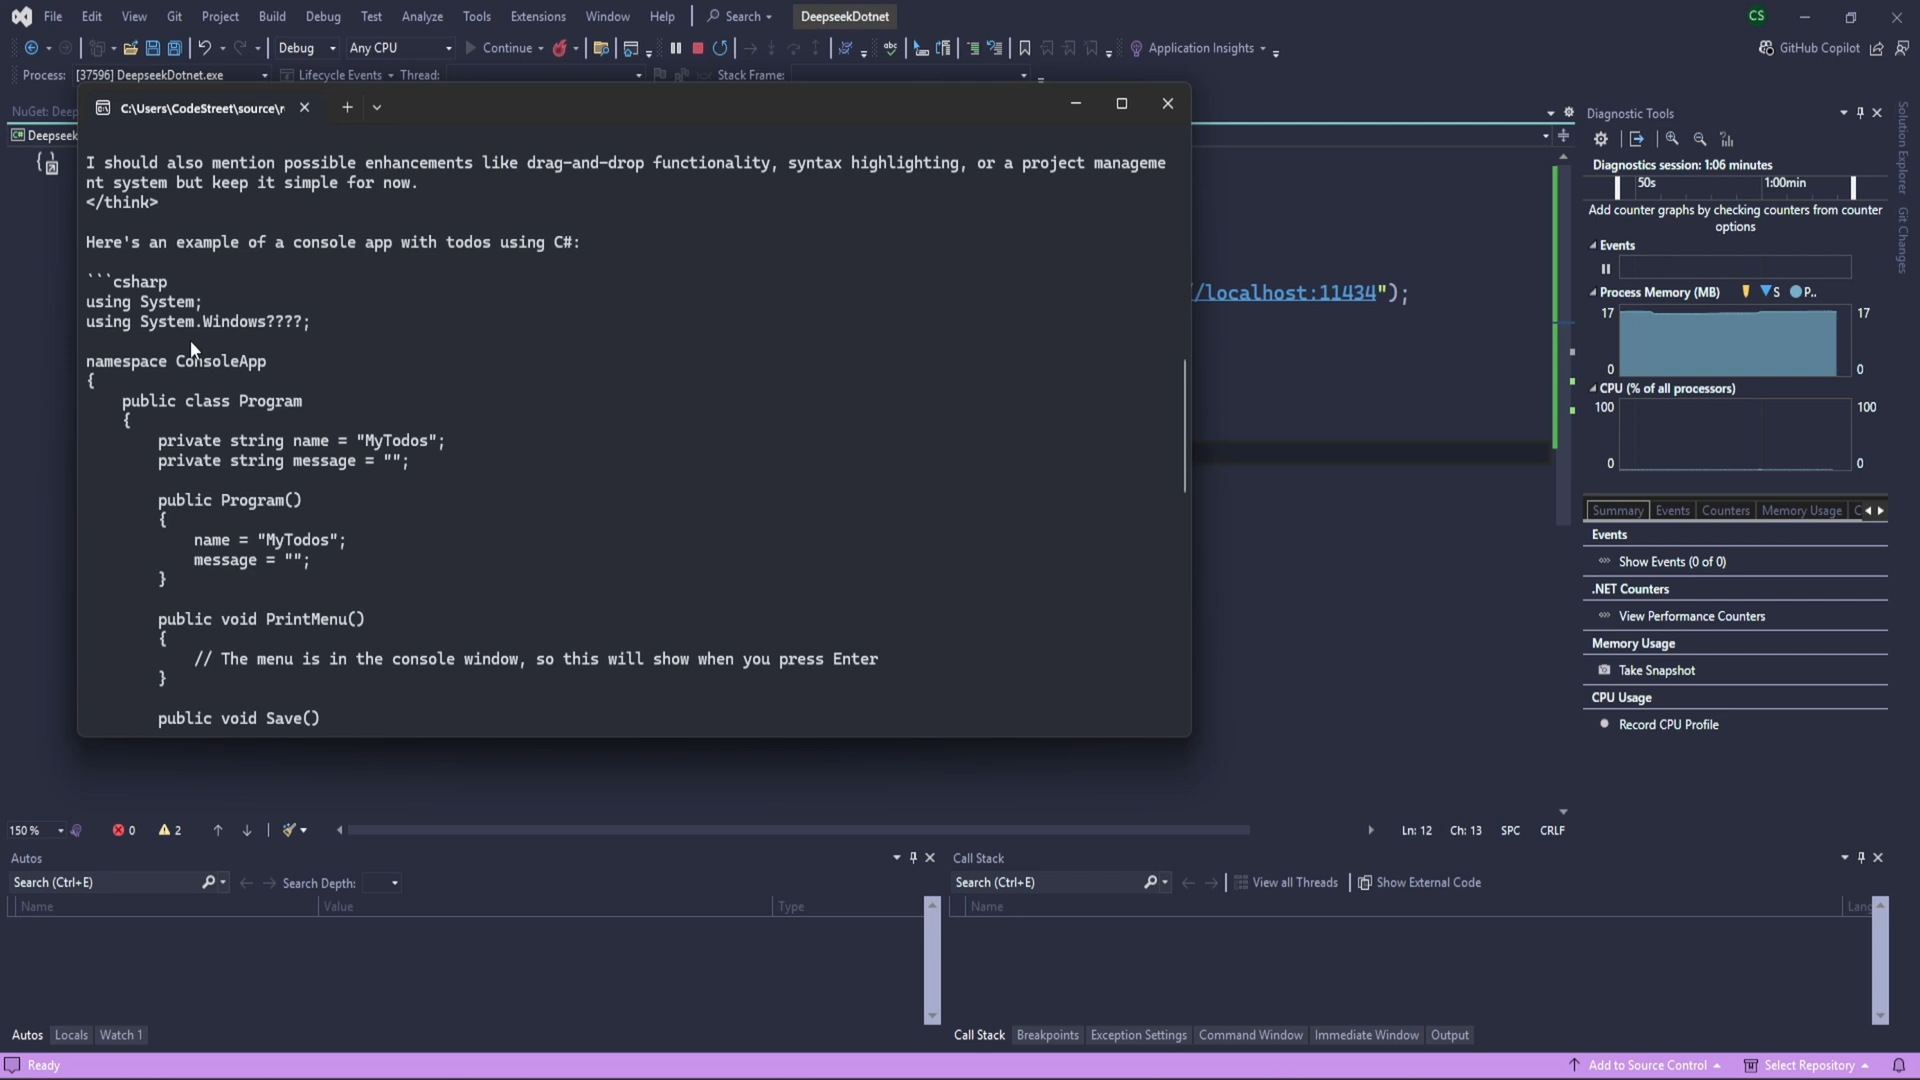 File Edit View Git Project Build Debug Test Analyze Tools Extensions Window Help Search DeepseekDotnet CS
Debug Any CPU Continue Application Insights GitHub Copilot
Process: [37596] DeepseekDotnet.exe Lifecycle Events Thread: Stack Frame:
NuGet: Deep
Deepseek
C:\Users\CodeStreet\source\r
I should also mention possible enhancements like drag-and-drop functionality, syntax highlighting, or a project manageme
nt system but keep it simple for now.
</think>
Here's an example of a console app with todos using C#:
```csharp
using System;
using System.Windows????;
namespace ConsoleApp
{
public class Program
{
private string name = "MyTodos";
private string message = "";
public Program()
{
name = "MyTodos";
message = "";
}
public void PrintMenu()
{
// The menu is in the console window, so this will show when you press Enter
}
public void Save()
/localhost:11434");
Diagnostic Tools
Diagnostics session: 1:06 minutes
50s 1:00min
Add counter graphs by checking counters from counter
options
Events
Process Memory (MB) S P..
17 17
0 0
CPU (% of all processors)
100 100
0 0
Summary Events Counters Memory Usage C
Events
Show Events (0 of 0)
.NET Counters
View Performance Counters
Memory Usage
Take Snapshot
CPU Usage
Record CPU Profile
Solution Explorer
Git Changes
150 % 0 2 Ln: 12 Ch: 13 SPC CRLF
Autos
Search (Ctrl+E) Search Depth:
Name Value Type
Call Stack
Search (Ctrl+E) View all Threads Show External Code
Name Lang
Autos Locals Watch 1
Call Stack Breakpoints Exception Settings Command Window Immediate Window Output
Ready Add to Source Control Select Repository